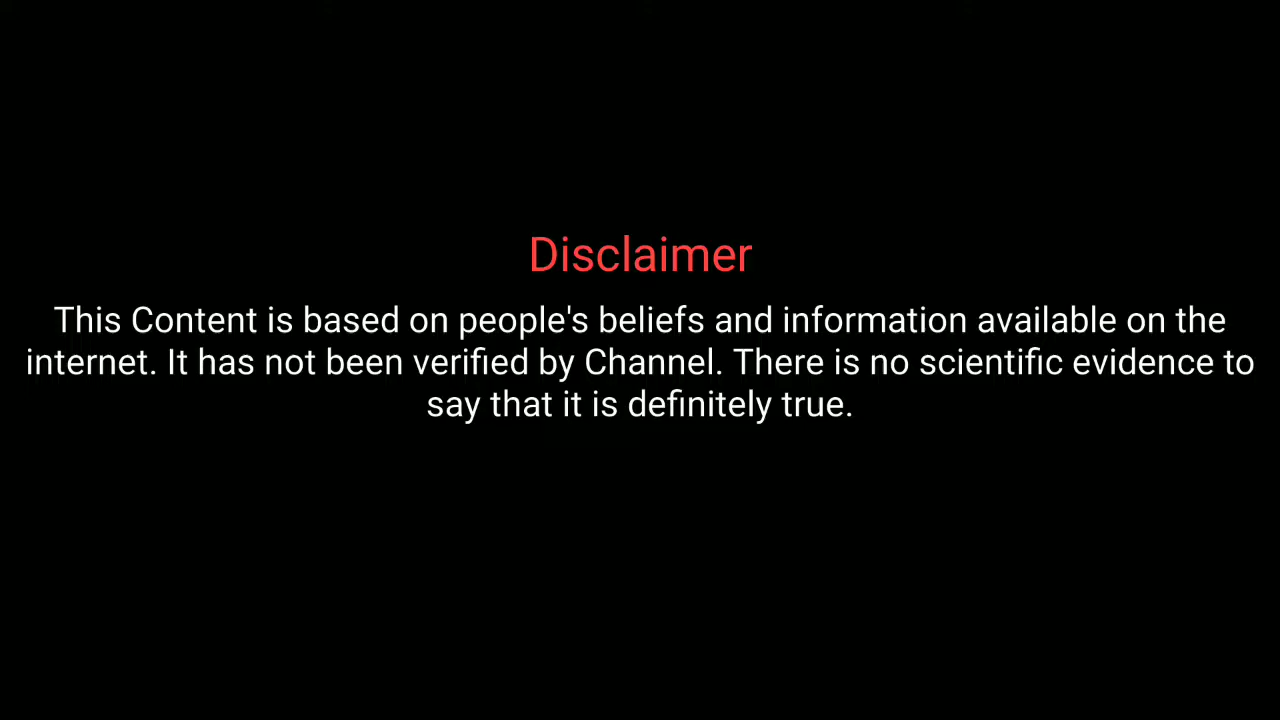 Disclaimer
This Content is based on people's beliefs and information available on the
internet. It has not been verified by Channel. There is no scientific evidence to
say that it is definitely true.